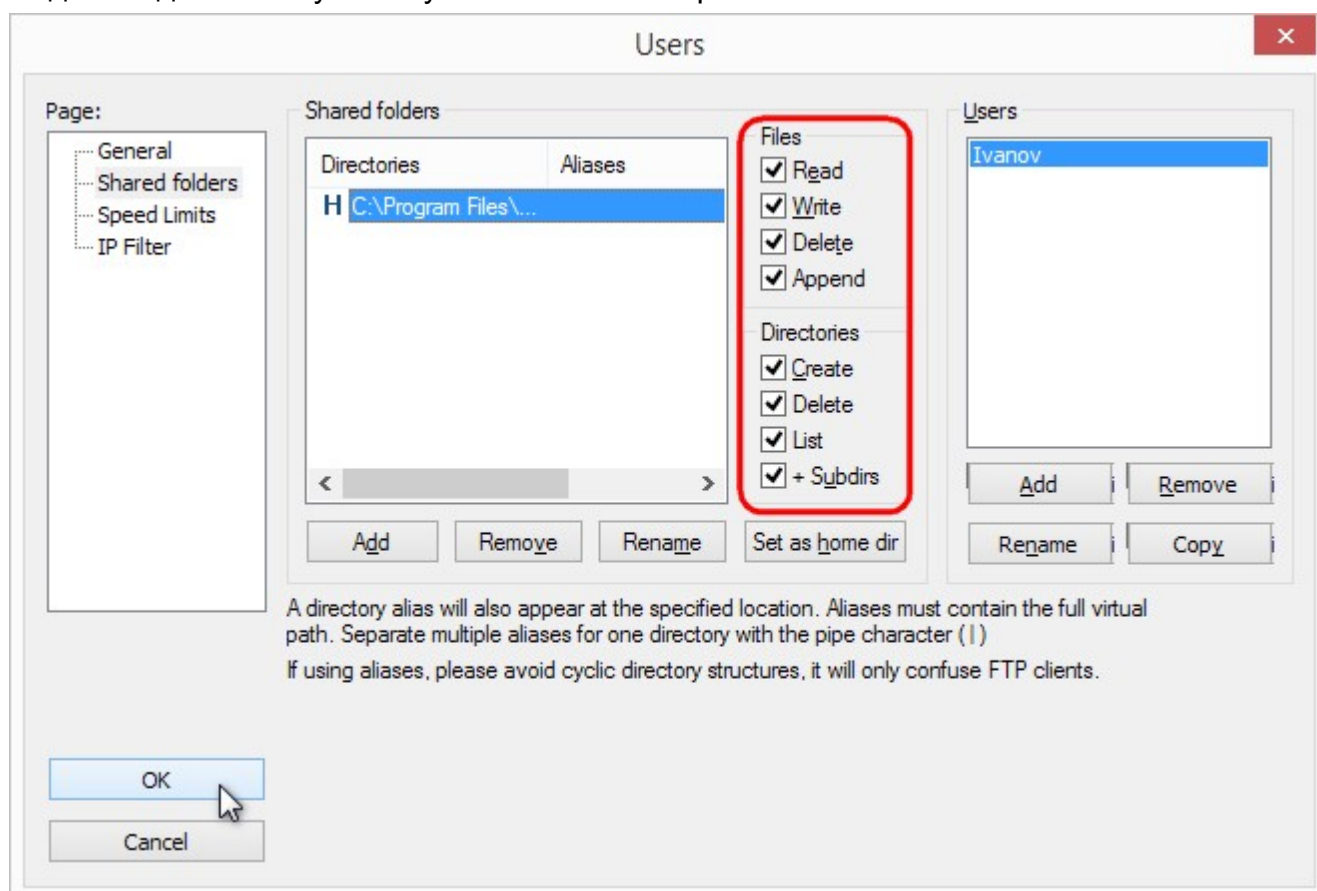 Users
Page:
General
Shared folders
Speed Limits
IP Filter
Shared folders
Directories Aliases
H C:\Program Files\...
Files
Read
Write
Delete
Append
Directories
Create
Delete
List
+ Subdirs
Add Remove Rename Set as home dir
Users
Ivanov
Add Remove
Rename Copy
A directory alias will also appear at the specified location. Aliases must contain the full virtual
path. Separate multiple aliases for one directory with the pipe character (|)
If using aliases, please avoid cyclic directory structures, it will only confuse FTP clients.
OK
Cancel